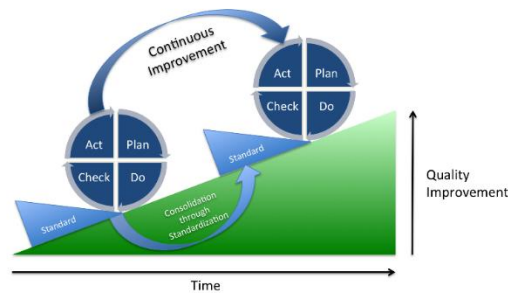 Continuous
Improvement
Act Plan
Check Do
Act Plan
Check Do
Standard
Standard
Consolidation
through
Standardization
Quality
Improvement
Time